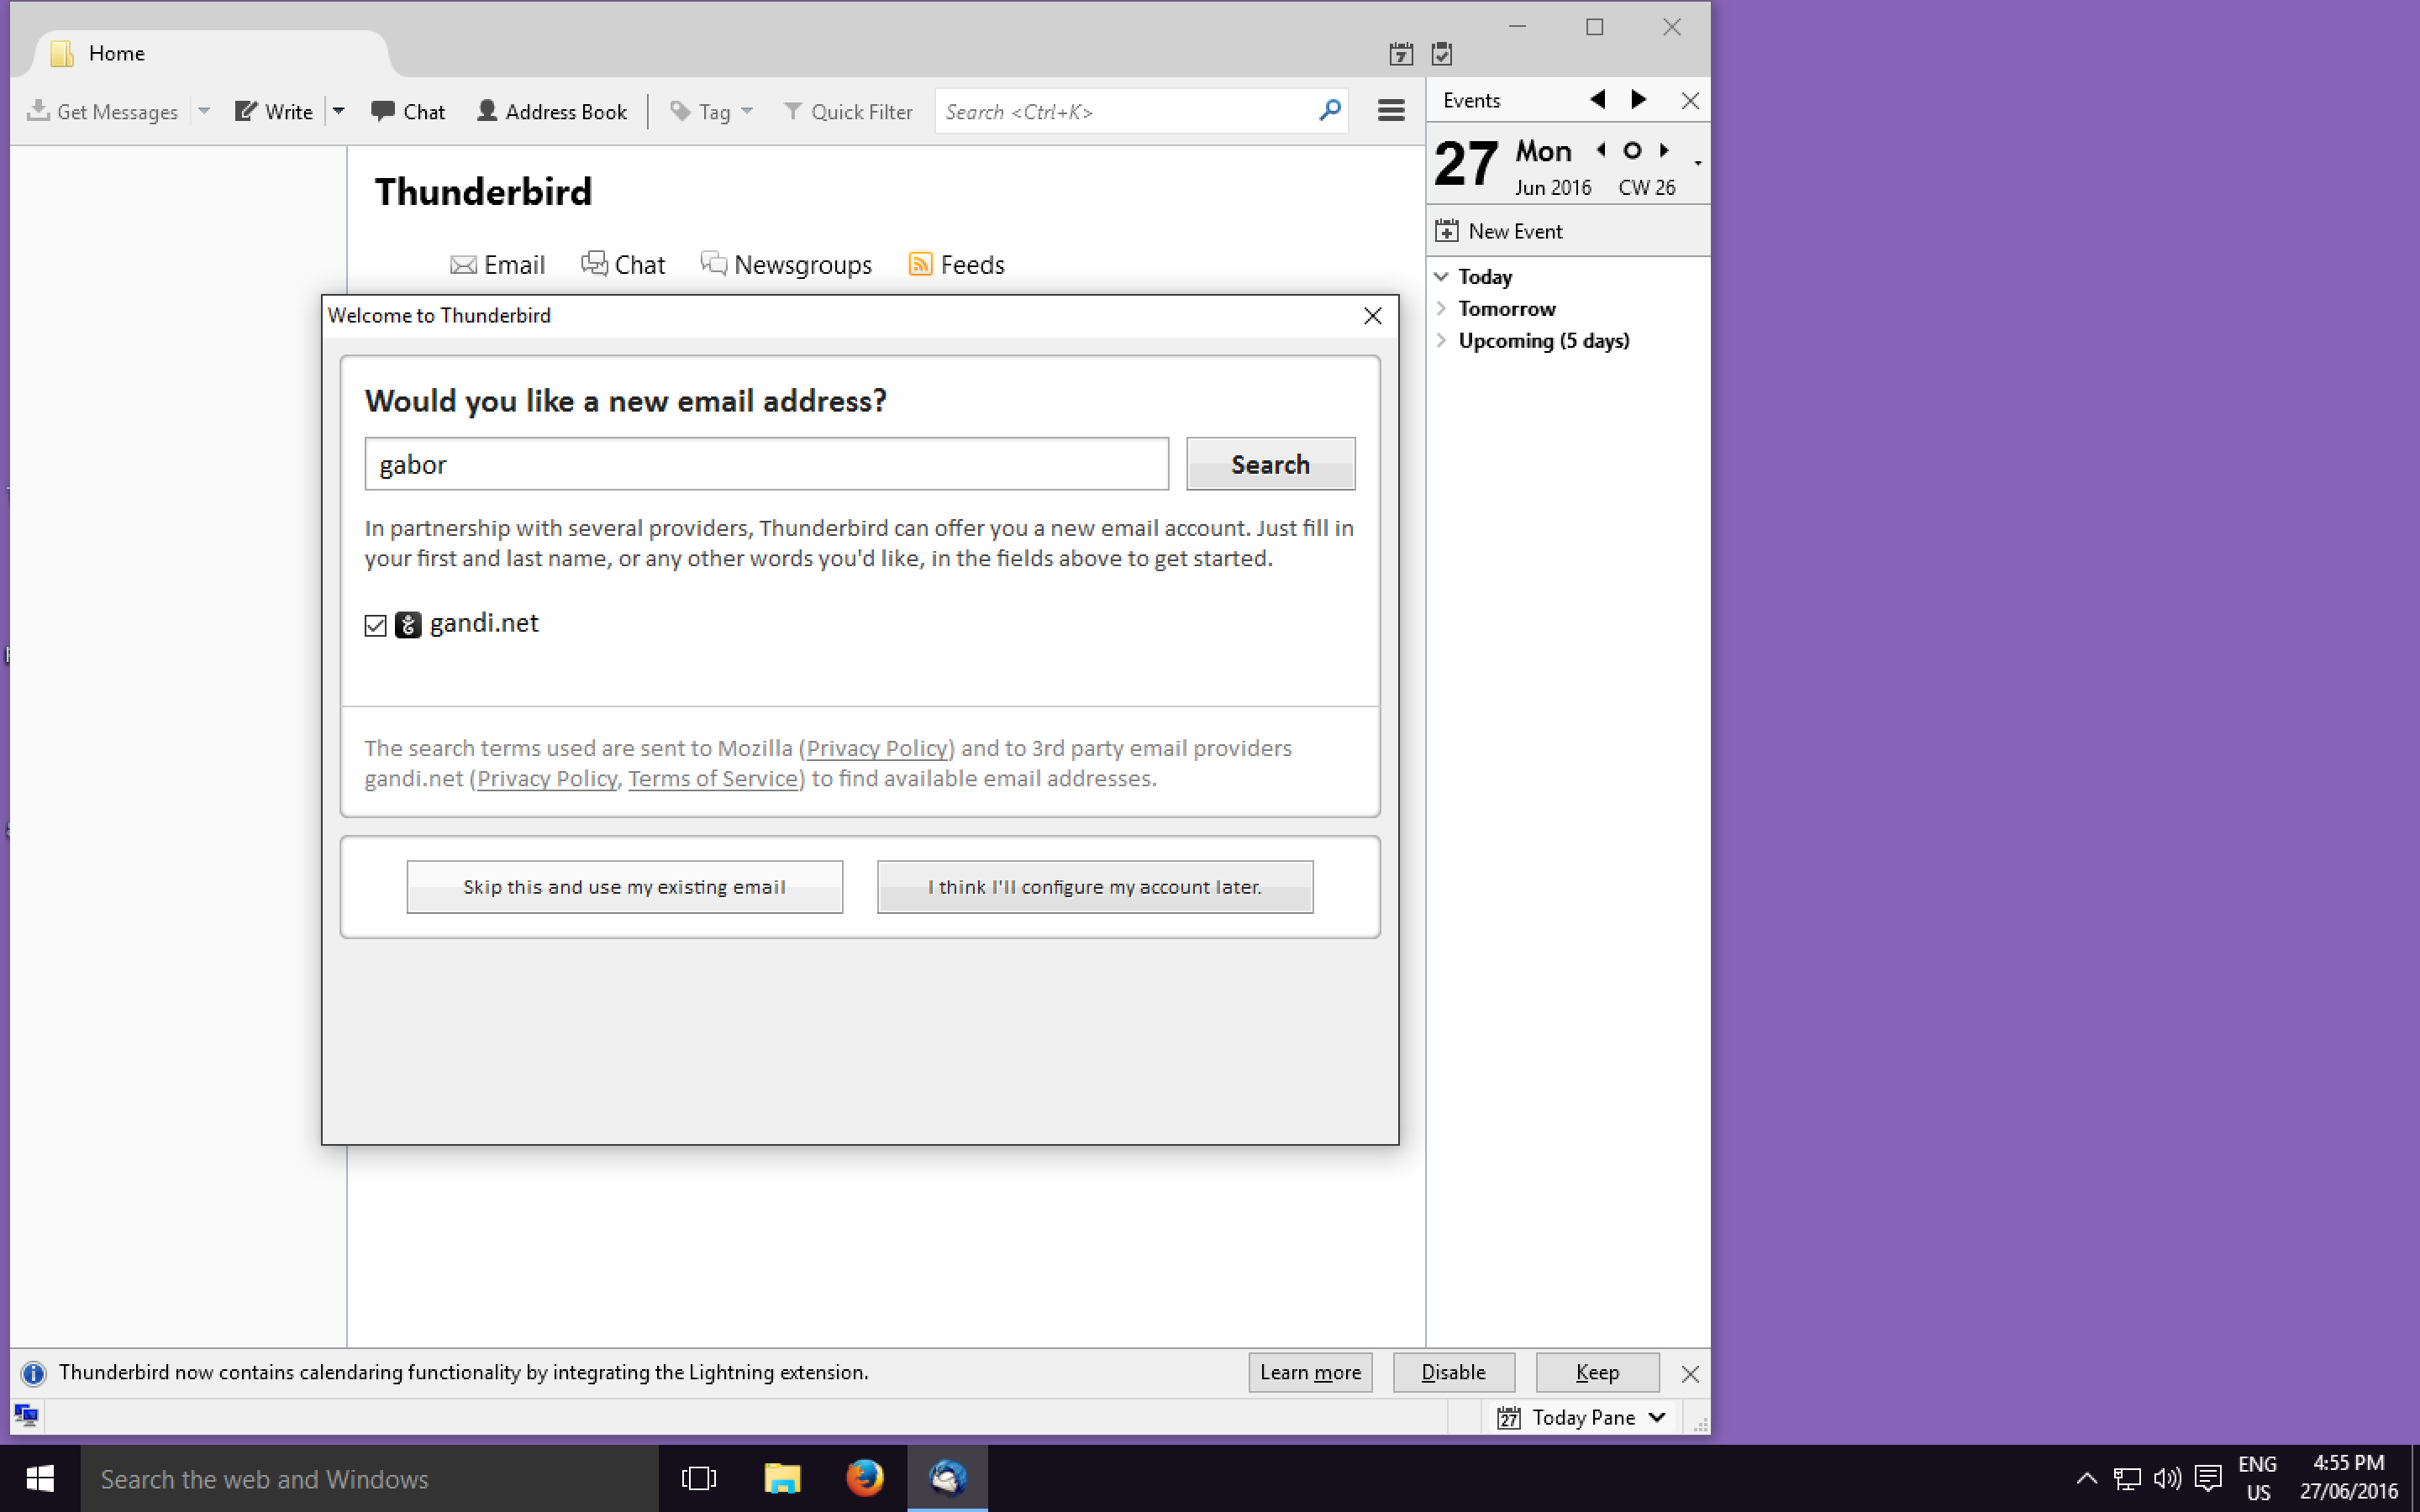 Home
7
Get Messages
Write
Chat
Address Book
Tag
Quick Filter
Search <Ctrl+K>
Events
27 Mon
Jun 2016 CW 26
New Event
Today
Tomorrow
Upcoming (5 days)
Thunderbird
Email
Chat
Newsgroups
Feeds
Welcome to Thunderbird
Would you like a new email address?
gabor
Search
In partnership with several providers, Thunderbird can offer you a new email account. Just fill in
your first and last name, or any other words you'd like, in the fields above to get started.
gandi.net
The search terms used are sent to Mozilla (Privacy Policy) and to 3rd party email providers
gandi.net (Privacy Policy, Terms of Service) to find available email addresses.
Skip this and use my existing email
I think I'll configure my account later.
Thunderbird now contains calendaring functionality by integrating the Lightning extension.
Learn more
Disable
Keep
27 Today Pane
Search the web and Windows
ENG
US
4:55 PM
27/06/2016